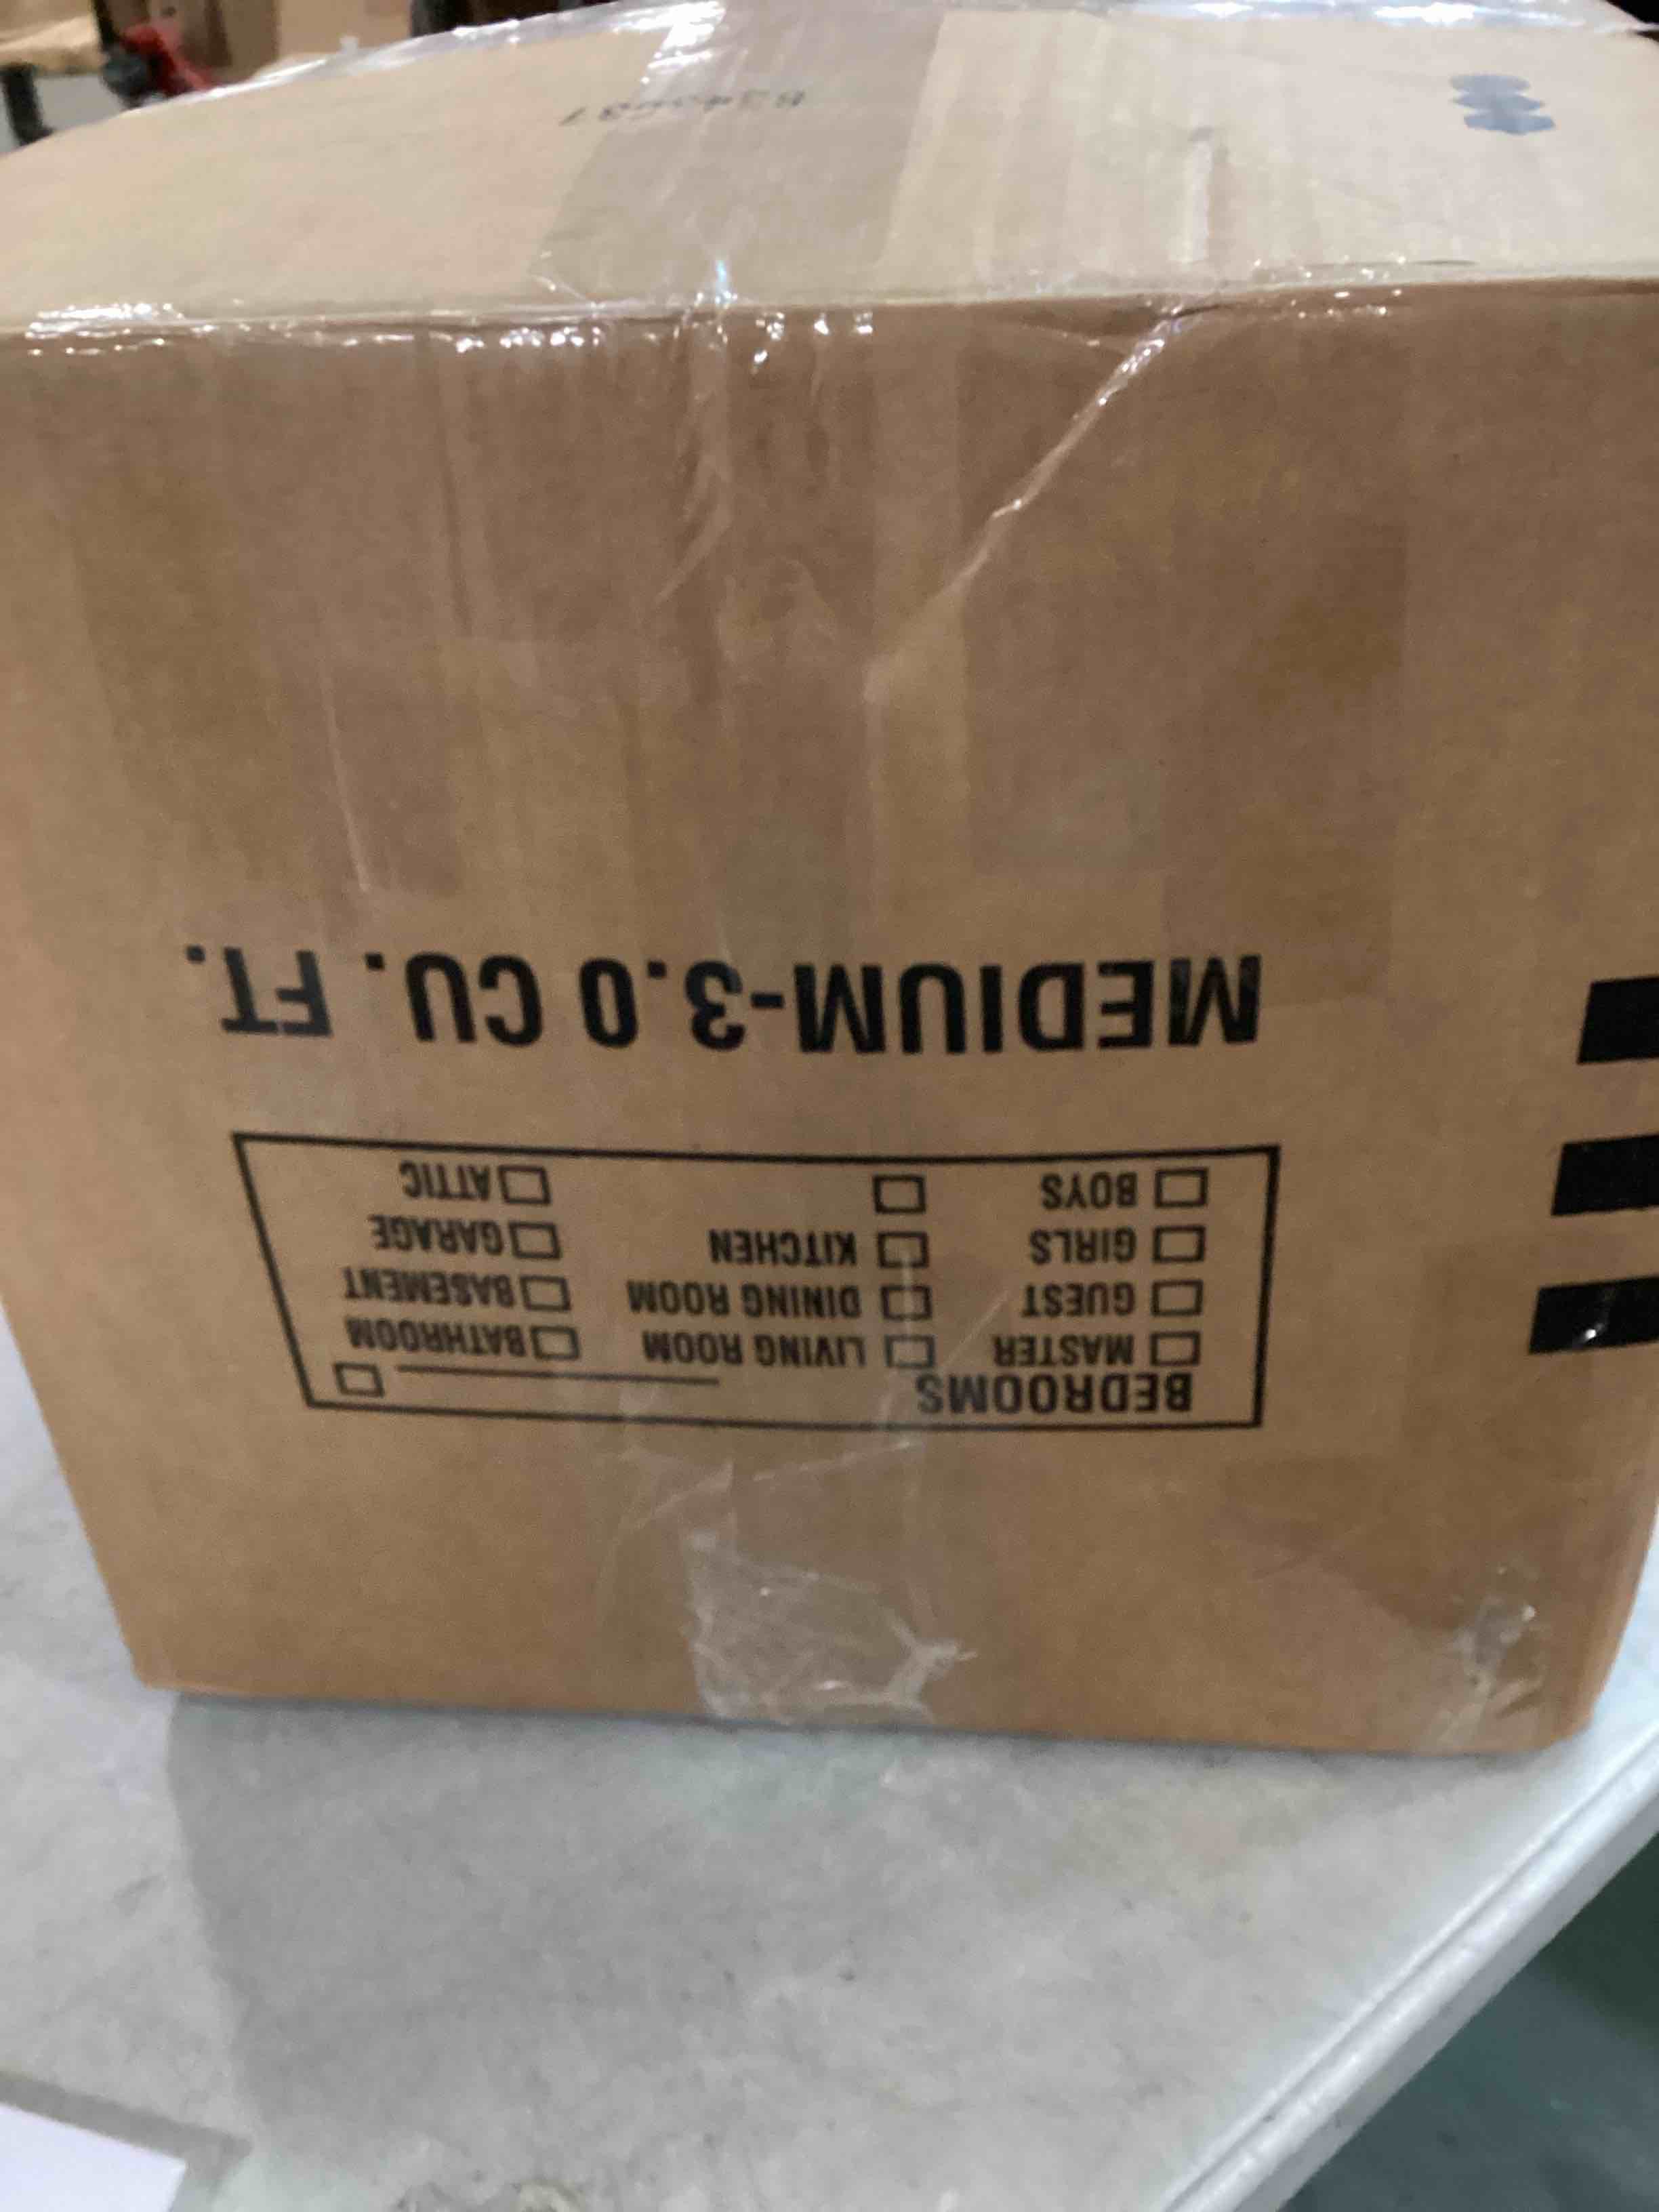 BEDROOMS
☐ MASTER ☐ LIVING ROOM ☐ BATHROOM
☐ GUEST ☐ DINING ROOM ☐ BASEMENT
☐ GIRLS ☐ KITCHEN ☐ GARAGE
☐ BOYS ☐ ☐ ATTIC
MEDIUM-3.0 CU. FT.